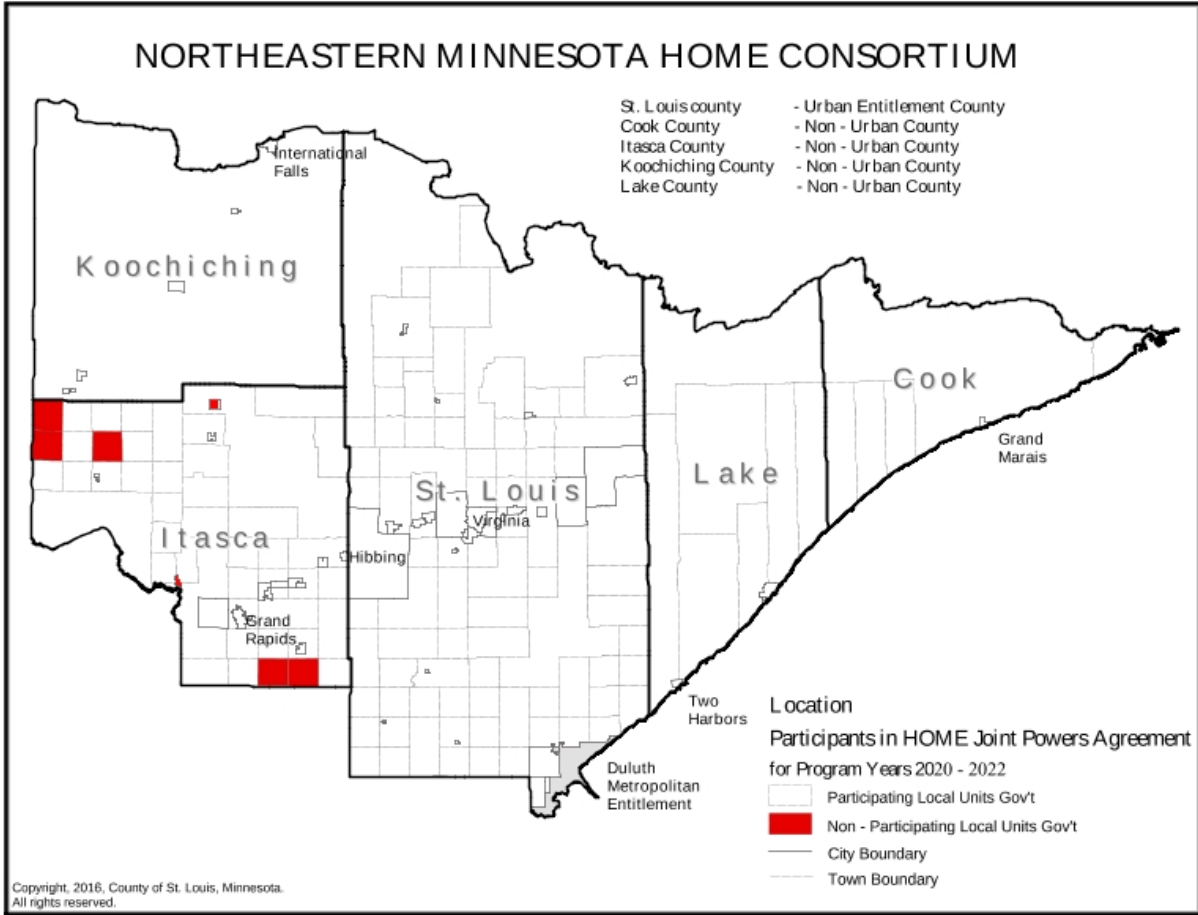 NORTHEASTERN MINNESOTA HOME CONSORTIUM
St. Louis county - Urban Entitlement County
Cook County - Non - Urban County
Itasca County - Non - Urban County
Koochiching County - Non - Urban County
Lake County - Non - Urban County
International
Falls
Koochiching
Cook
Grand
Marais
Lake
St. Louis
Virginia
Itasca
Hibbing
Grand
Rapids
Two
Harbors
Duluth
Metropolitan
Entitlement
Location
Participants in HOME Joint Powers Agreement
for Program Years 2020 - 2022
Participating Local Units Gov't
Non - Participating Local Units Gov't
City Boundary
Town Boundary
Copyright, 2016, County of St. Louis, Minnesota.
All rights reserved.